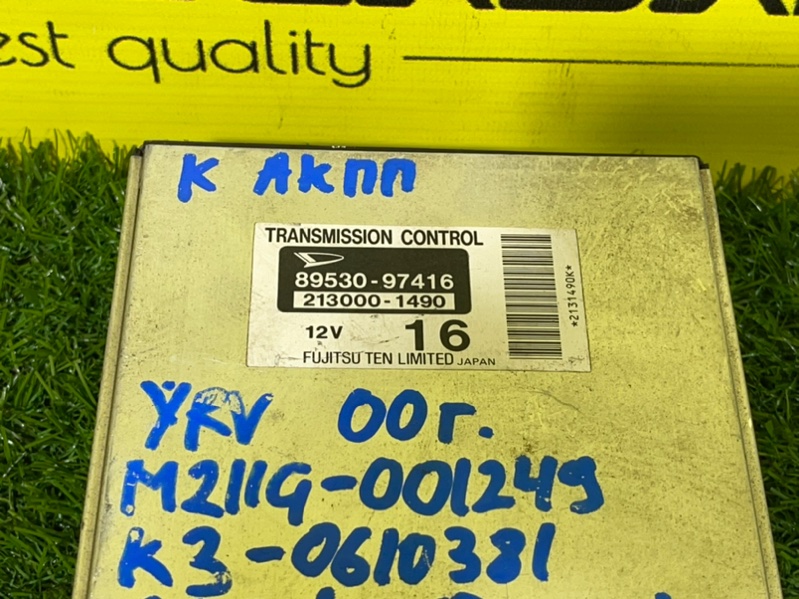 est quality
К АКПП
TRANSMISSION CONTROL
89530-97416
213000-1490
12V 16
FUJITSU TEN LIMITED JAPAN
*2131490K*
YRV 00г.
M211G-001249
K3-0610381